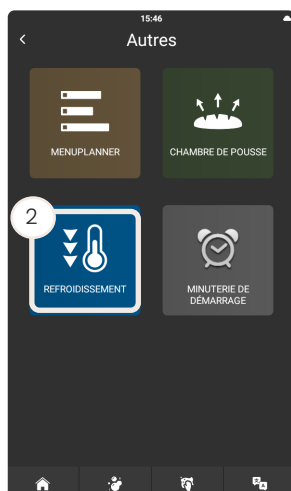 15:46
Autres
MENUPLANNER
CHAMBRE DE POUSSE
2
REFROIDISSEMENT
MINUTERIE DE
DÉMARRAGE